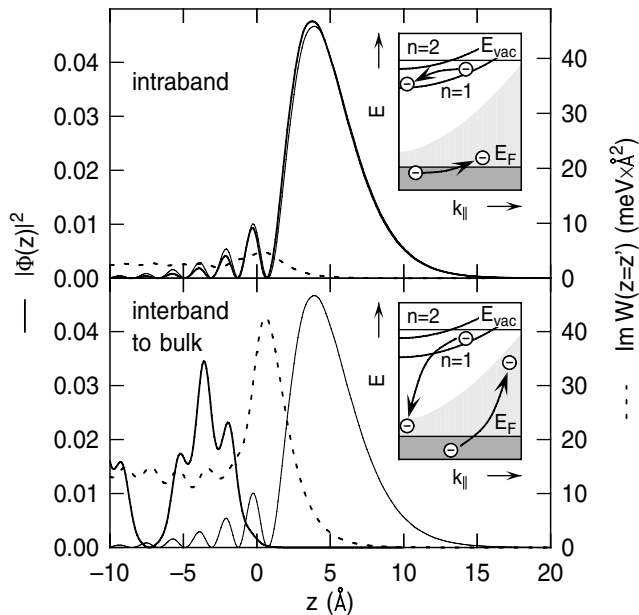 intraband
n=2
E_vac
n=1
E
E_F
k_||
0.04
0.03
0.02
0.01
0.00
40
30
20
10
0
|Φ(z)|²
Im W(z=z') (meV×Å²)
interband
to bulk
n=2
E_vac
n=1
E
E_F
k_||
0.04
0.03
0.02
0.01
0.00
40
30
20
10
0
−10 −5 0 5 10 15 20
z (Å)